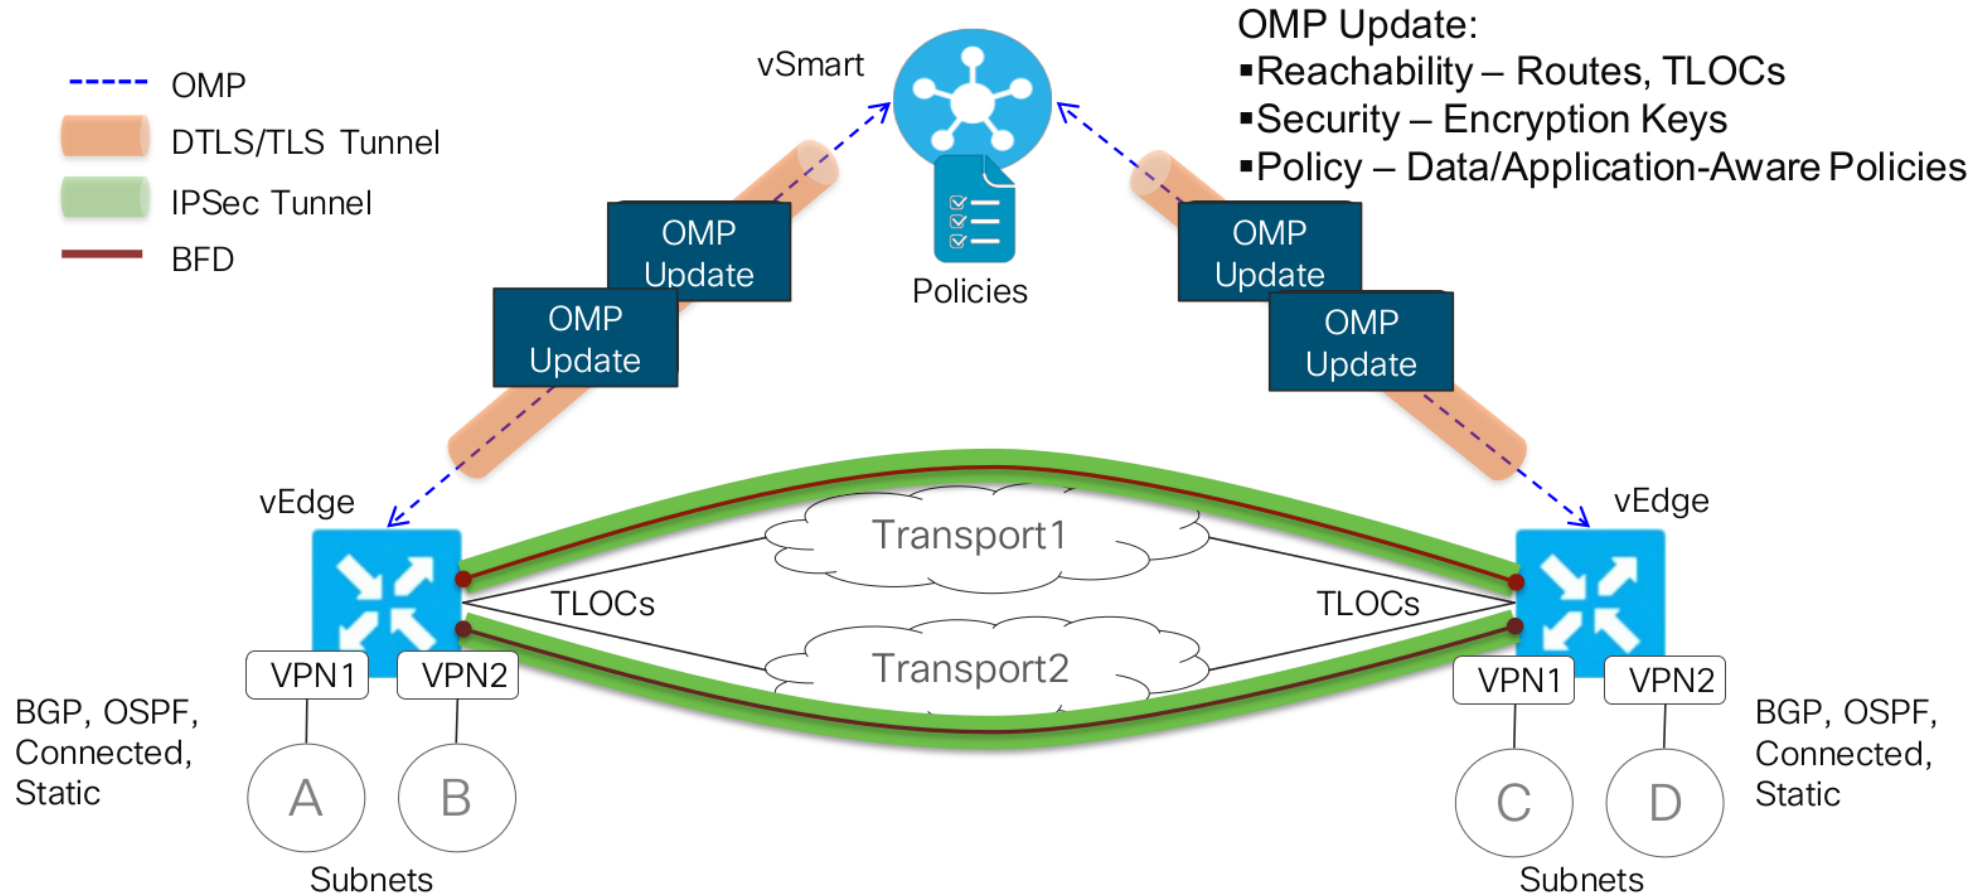 OMP
DTLS/TLS Tunnel
IPSec Tunnel
BFD
vSmart
Policies
OMP Update:
▪Reachability – Routes, TLOCs
▪Security – Encryption Keys
▪Policy – Data/Application-Aware Policies
OMP
Update
OMP
Update
OMP
Update
OMP
Update
vEdge
vEdge
Transport1
TLOCs
TLOCs
Transport2
VPN1
VPN2
VPN1
VPN2
BGP, OSPF,
Connected,
Static
A
B
Subnets
C
D
Subnets
BGP, OSPF,
Connected,
Static